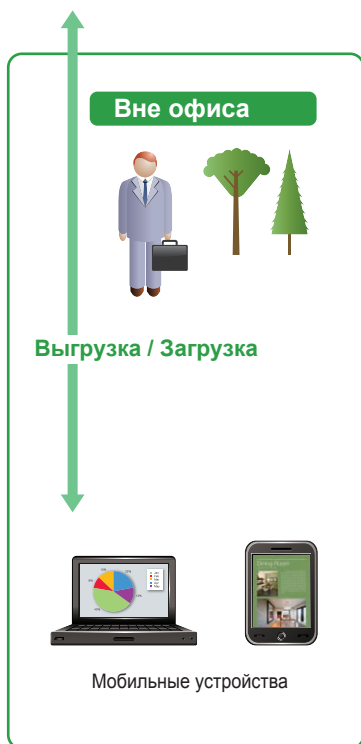 Вне офиса
Выгрузка / Загрузка
Мобильные устройства